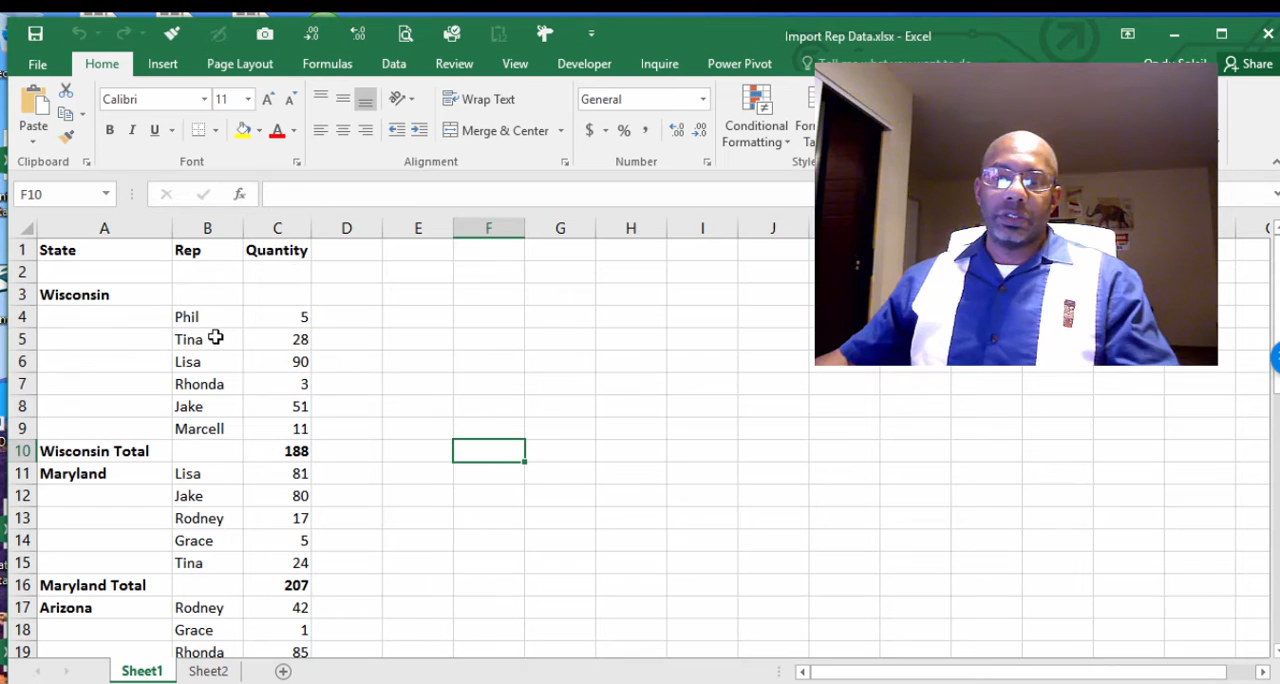 Import Rep Data.xlsx - Excel
File Home Insert Page Layout Formulas Data Review View Developer Inquire Power Pivot Share
Paste
Clipboard
Calibri 11
B I U
Font
Wrap Text
Merge & Center
Alignment
General
$ % ,
Number
Conditional
Formatting
F10 fx
A B C D E F G H I J
1 State Rep Quantity
2
3 Wisconsin
4 Phil 5
5 Tina 28
6 Lisa 90
7 Rhonda 3
8 Jake 51
9 Marcell 11
10 Wisconsin Total 188
11 Maryland Lisa 81
12 Jake 80
13 Rodney 17
14 Grace 5
15 Tina 24
16 Maryland Total 207
17 Arizona Rodney 42
18 Grace 1
19 Rhonda 85
Sheet1 Sheet2